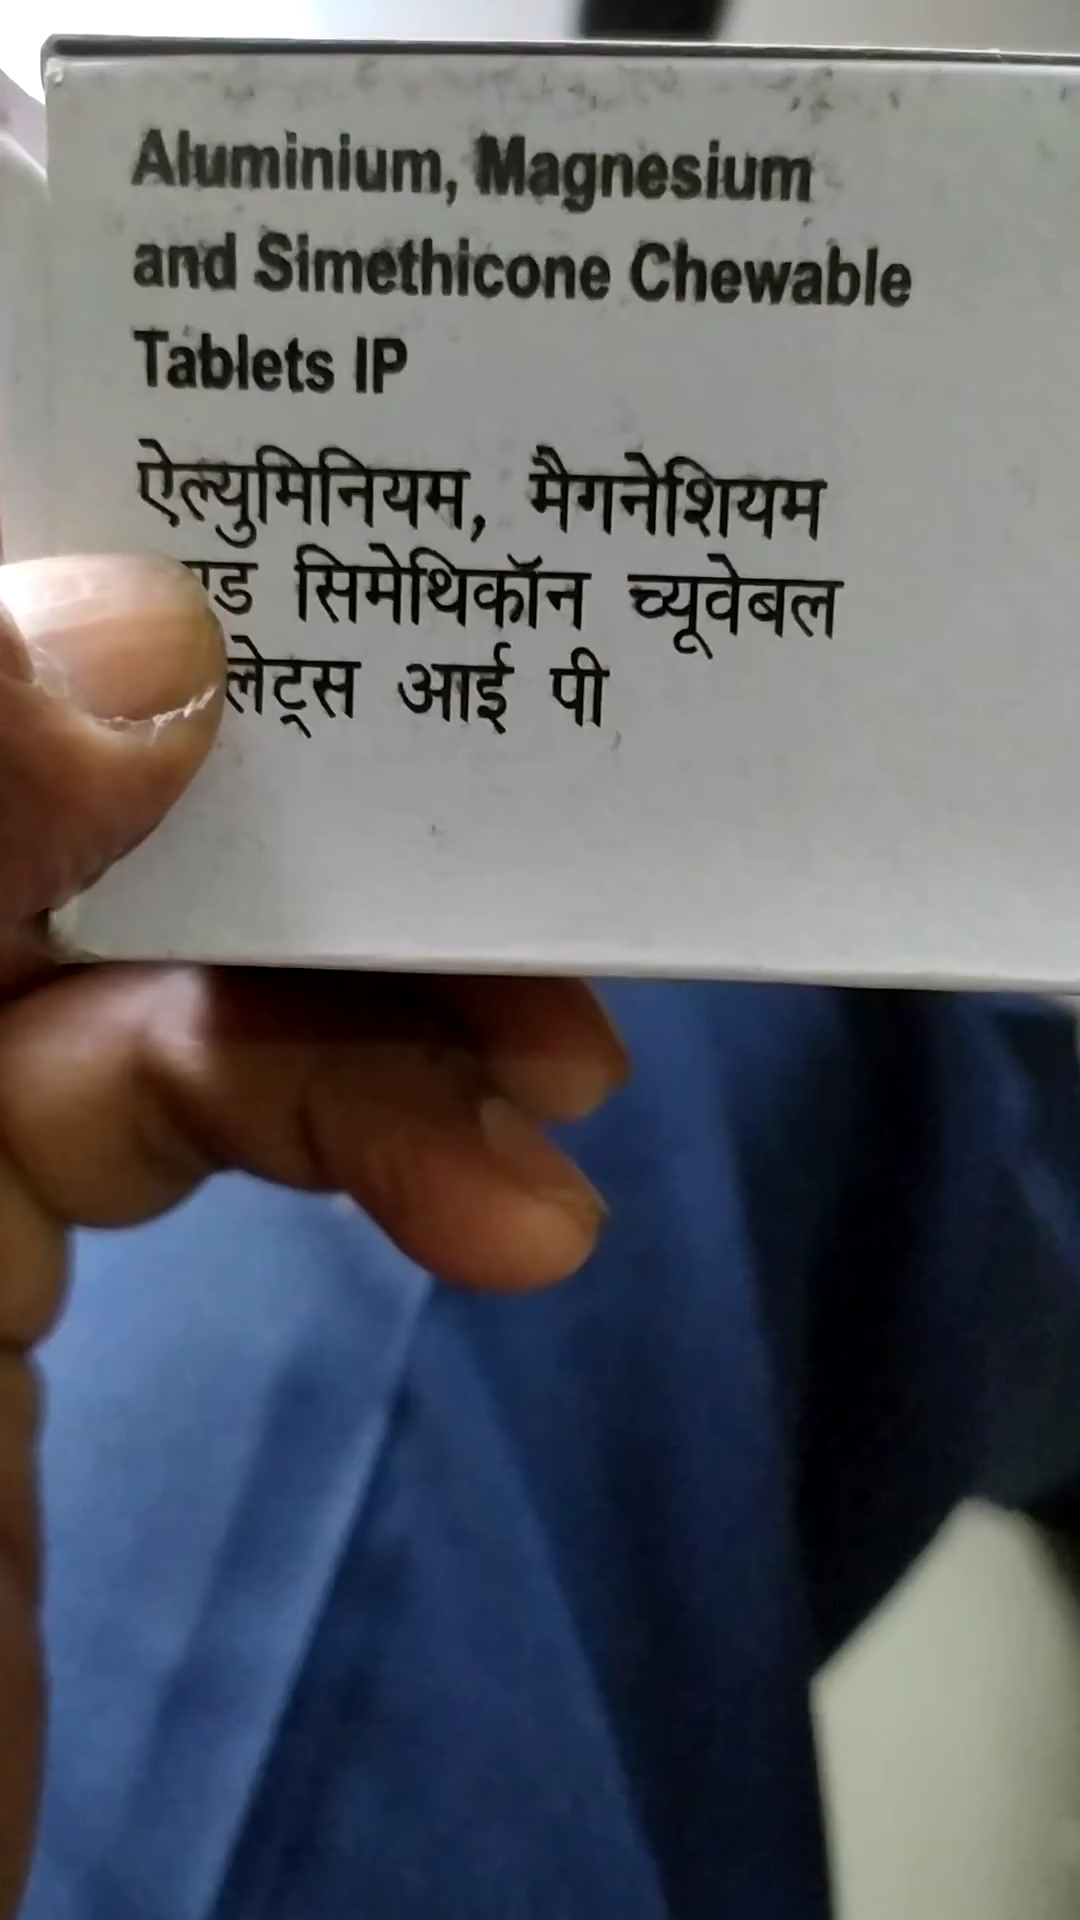 Aluminium, Magnesium
and Simethicone Chewable
Tablets IP
ऐल्युमिनियम, मैगनेशियम
सिमेथिकॉन च्यूवेबल
आई पी